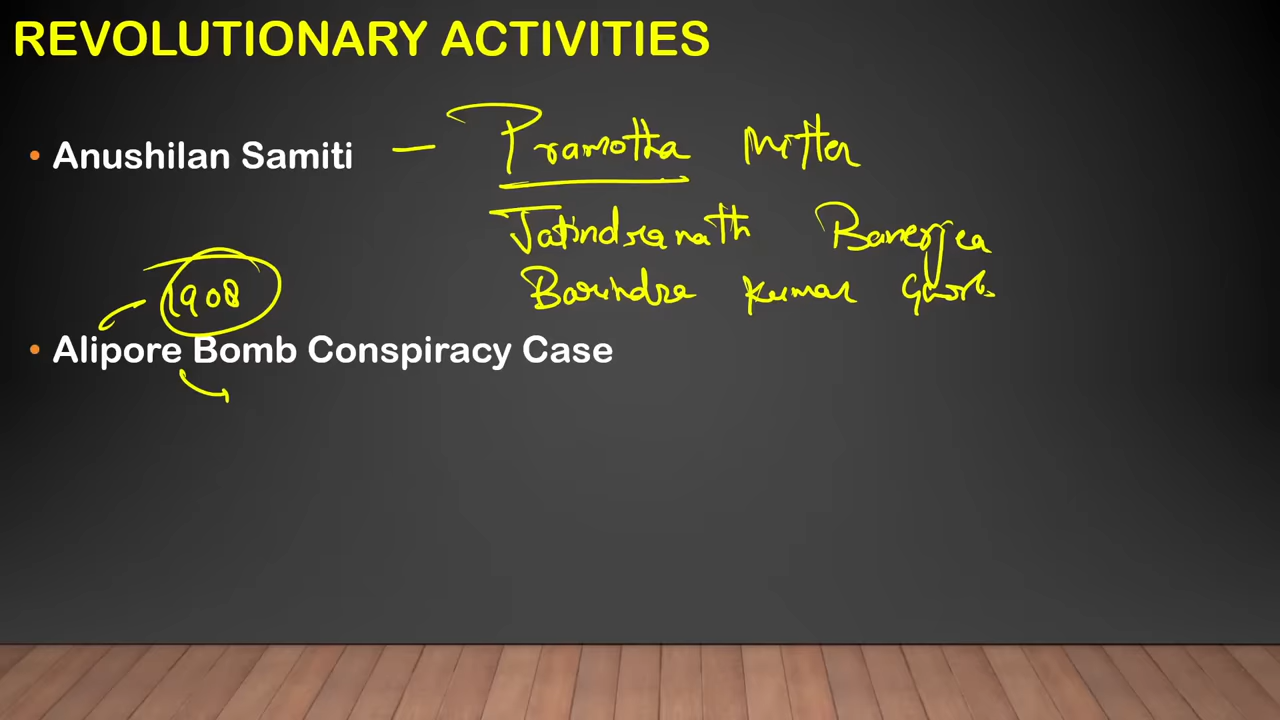 REVOLUTIONARY ACTIVITIES
• Anushilan Samiti — Pramotha Mitter
Jatindranath Banerjea
Barindra Kumar Ghosh
1908
• Alipore Bomb Conspiracy Case